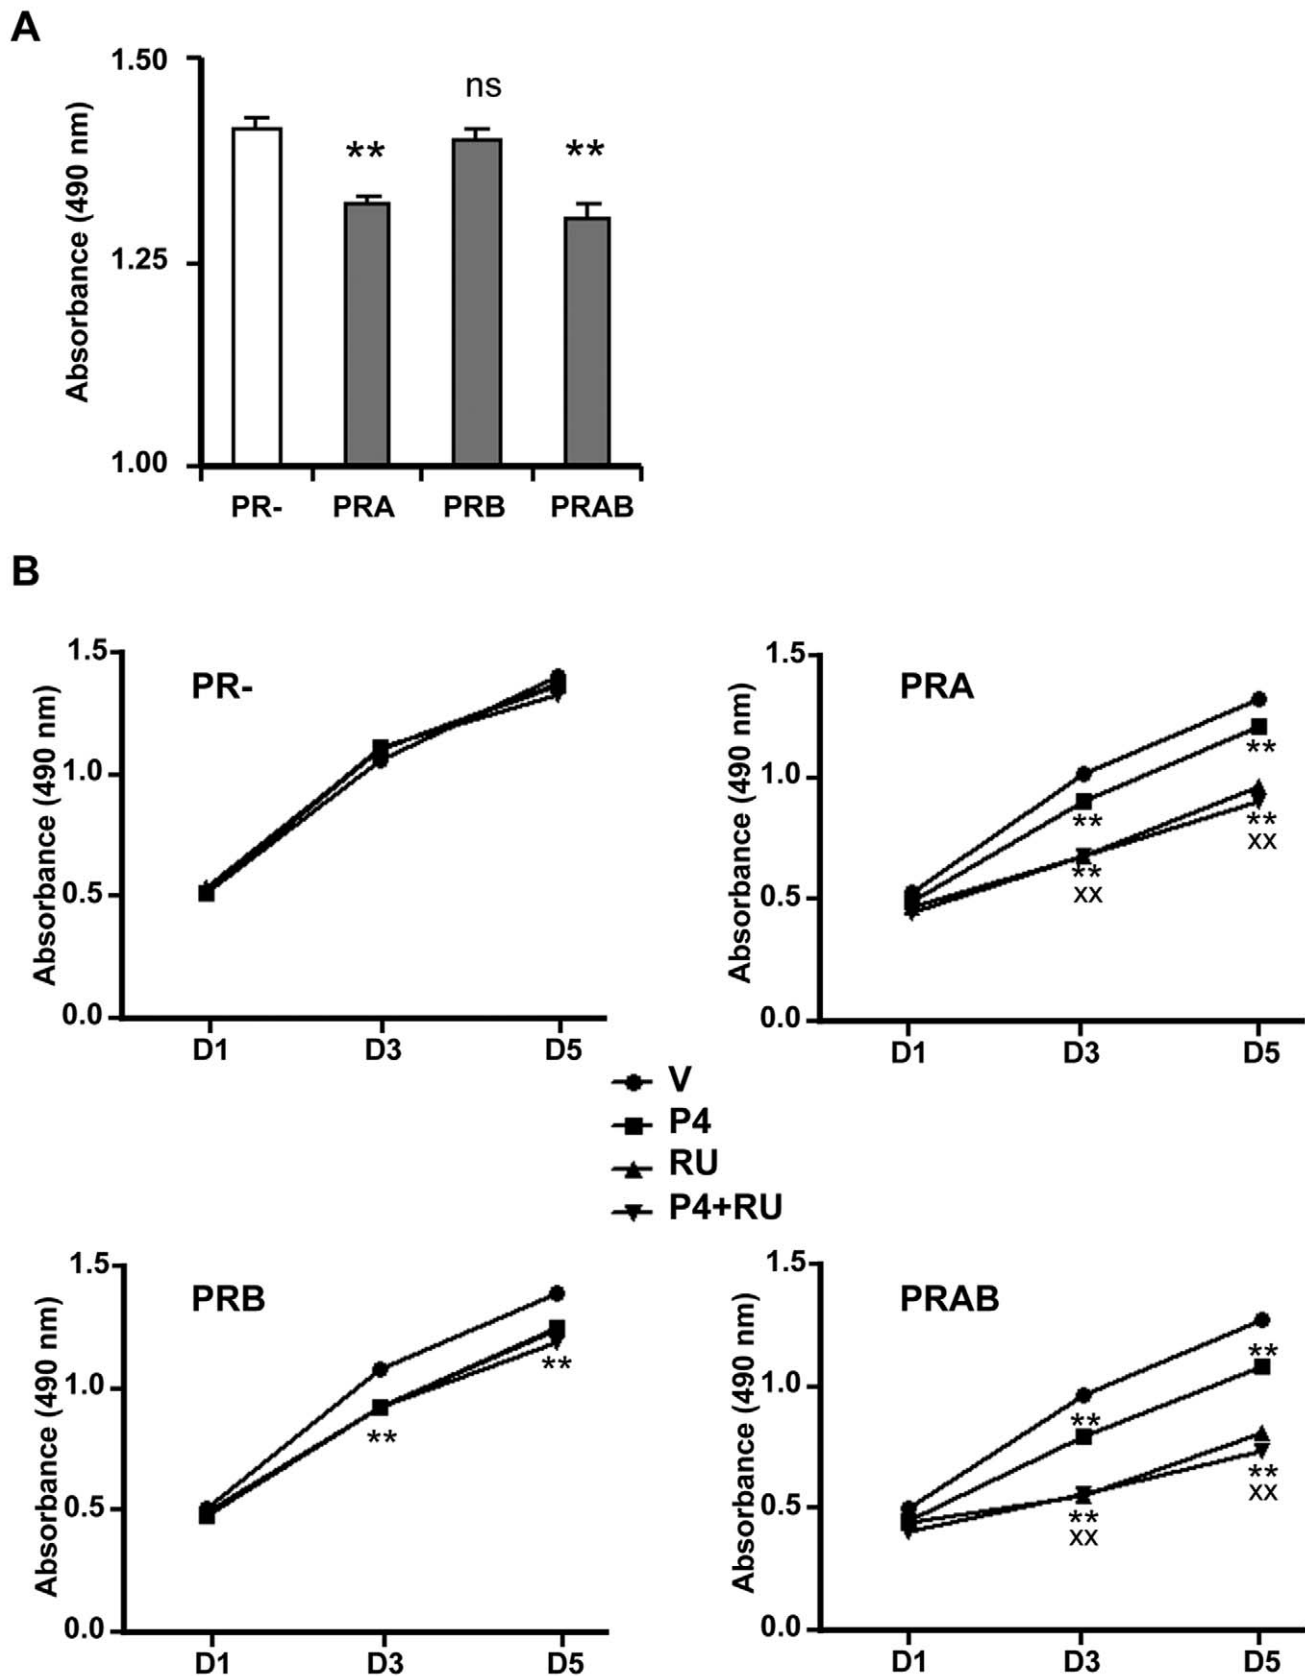 A
Absorbance (490 nm)
1.50
1.25
1.00
**
ns
**
PR-
PRA
PRB
PRAB
B
Absorbance (490 nm)
1.5
1.0
0.5
0.0
PR-
D1
D3
D5
Absorbance (490 nm)
1.5
1.0
0.5
0.0
PRA
**
**
**
xx
**
xx
D1
D3
D5
V
P4
RU
P4+RU
Absorbance (490 nm)
1.5
1.0
0.5
0.0
PRB
**
**
D1
D3
D5
Absorbance (490 nm)
1.5
1.0
0.5
0.0
PRAB
**
**
**
xx
**
xx
D1
D3
D5